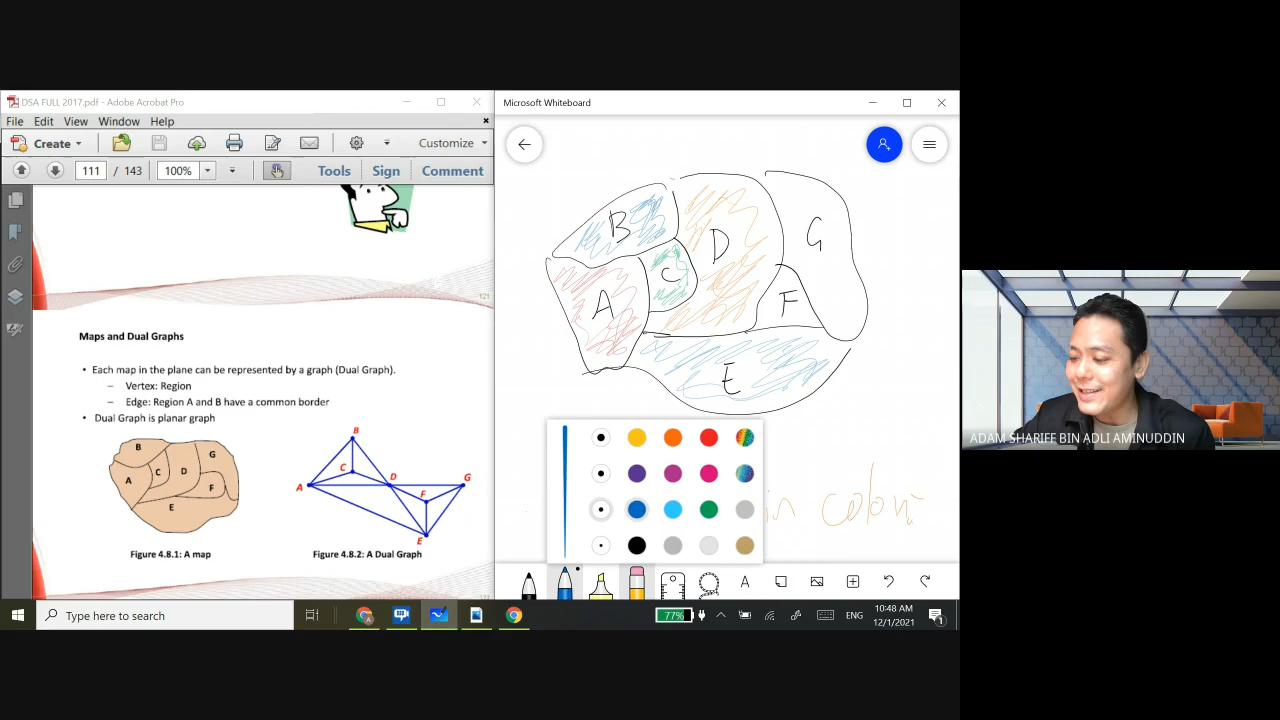 DSA FULL 2017.pdf - Adobe Acrobat Pro
File Edit View Window Help
Create
Customize
111 / 143 100%
Tools Sign Comment
121
Maps and Dual Graphs
• Each map in the plane can be represented by a graph (Dual Graph).
– Vertex: Region
– Edge: Region A and B have a common border
• Dual Graph is planar graph
B
G
C D
A
F
E
B
C
D
A
G
F
E
Figure 4.8.1: A map
Figure 4.8.2: A Dual Graph
Microsoft Whiteboard
B
D
G
C
A
F
E
in colour
A
ADAM SHARIFF BIN ADLI AMINUDDIN
Type here to search
77%
ENG
10:48 AM
12/1/2021
1